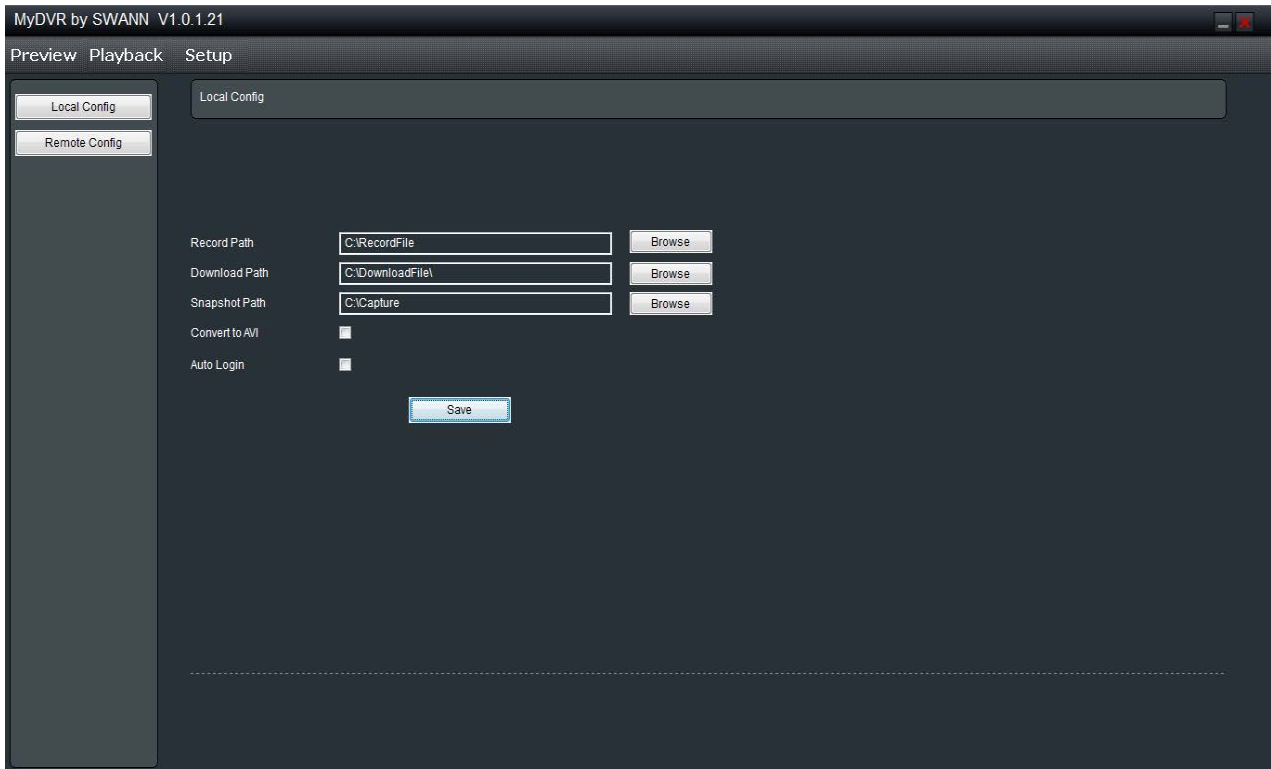 MyDVR by SWANN V1.0.1.21
Preview Playback Setup
Local Config
Remote Config
Local Config
Record Path C:\RecordFile Browse
Download Path C:\DownloadFile\ Browse
Snapshot Path C:\Capture Browse
Convert to AVI
Auto Login
Save